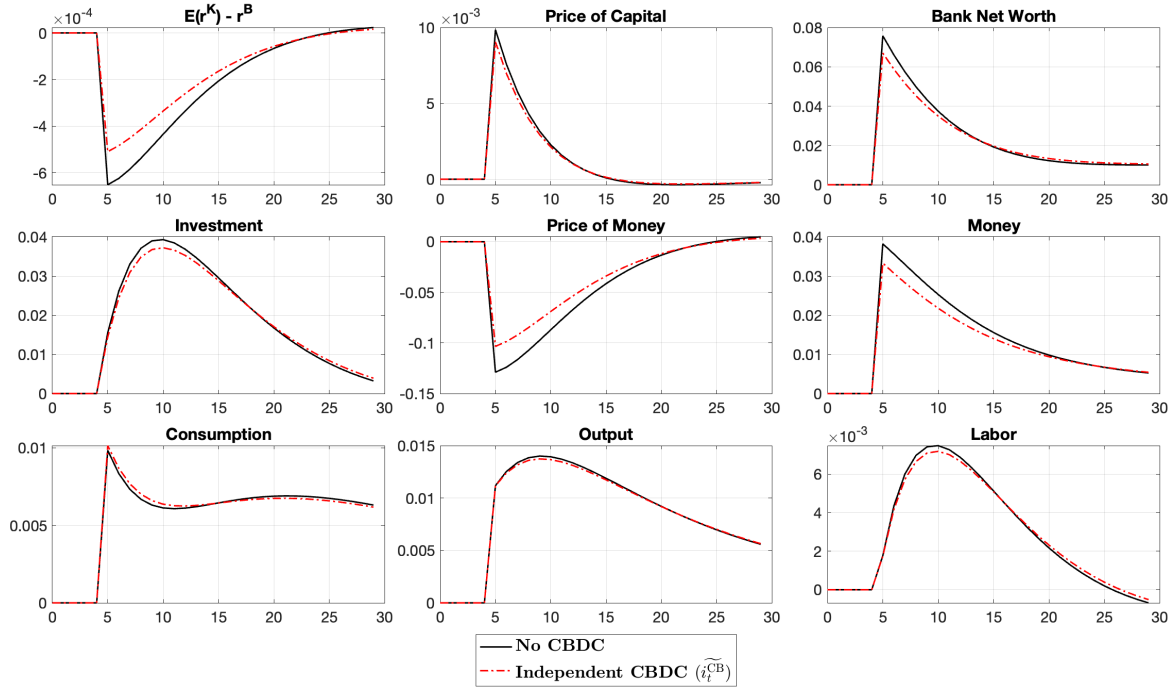 E(r^K) - r^B
×10^-4
0
-2
-4
-6
0 5 10 15 20 25 30
Price of Capital
×10^-3
10
5
0
0 5 10 15 20 25 30
Bank Net Worth
0.08
0.06
0.04
0.02
0
0 5 10 15 20 25 30
Investment
0.04
0.03
0.02
0.01
0
0 5 10 15 20 25 30
Price of Money
0
-0.05
-0.1
-0.15
0 5 10 15 20 25 30
Money
0.04
0.03
0.02
0.01
0
0 5 10 15 20 25 30
Consumption
0.01
0.005
0
0 5 10 15 20 25 30
Output
0.015
0.01
0.005
0
0 5 10 15 20 25 30
Labor
×10^-3
6
4
2
0
0 5 10 15 20 25 30
No CBDC
Independent CBDC (\widetilde{i_t^{CB}})